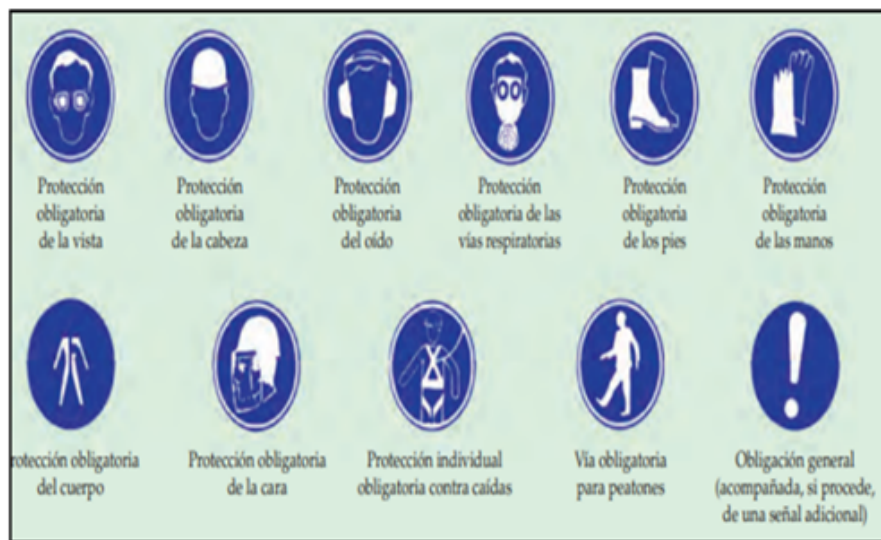 Protección
obligatoria
de la vista
Protección
obligatoria
de la cabeza
Protección
obligatoria
del oído
Protección
obligatoria de las
vías respiratorias
Protección
obligatoria
de los pies
Protección
obligatoria
de las manos
rotección obligatoria
del cuerpo
Protección obligatoria
de la cara
Protección individual
obligatoria contra caídas
Vía obligatoria
para peatones
Obligación general
(acompañada, si procede,
de una señal adicional)